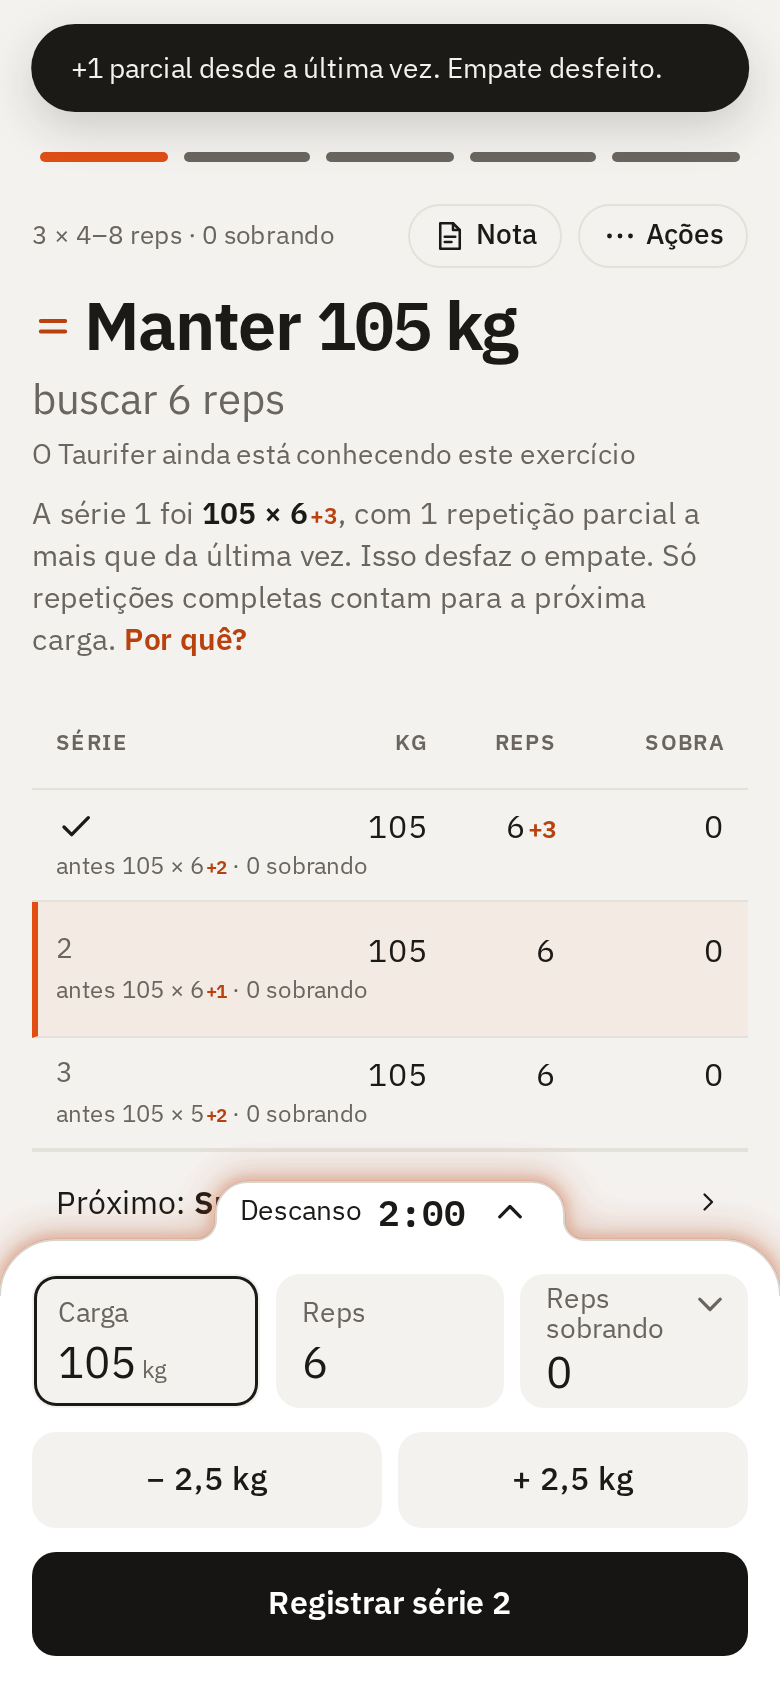 +1 parcial desde a última vez. Empate desfeito.
3 × 4–8 reps · 0 sobrando
Nota
Ações
= Manter 105 kg
buscar 6 reps
O Taurifer ainda está conhecendo este exercício
A série 1 foi 105 × 6+3, com 1 repetição parcial a
mais que da última vez. Isso desfaz o empate. Só
repetições completas contam para a próxima
carga. Por quê?
SÉRIE KG REPS SOBRA
105 6+3 0
antes 105 × 6+2 · 0 sobrando
2 105 6 0
antes 105 × 6+1 · 0 sobrando
3 105 6 0
antes 105 × 5+2 · 0 sobrando
Próximo:
Descanso 2:00
Carga
105 kg
Reps
6
Reps
sobrando
0
− 2,5 kg
+ 2,5 kg
Registrar série 2